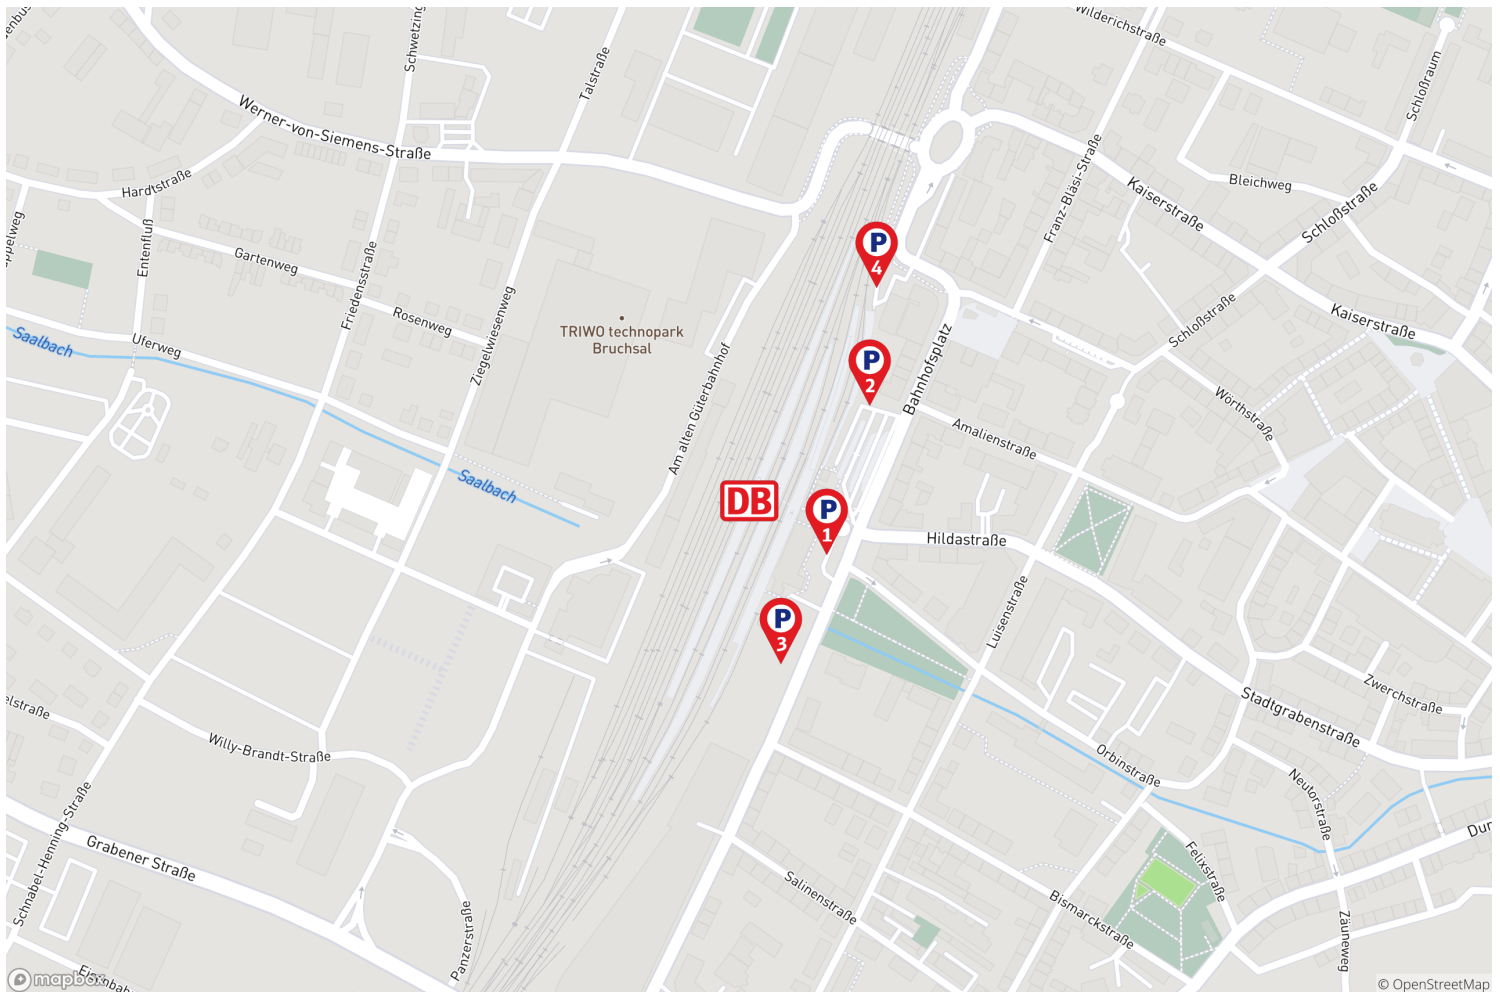 Wilderichstraße
Schwetzing
Talstraße
Schloßraum
Werner-von-Siemens-Straße
Franz-Bläsi-Straße
Hardtstraße
Bleichweg
Kaiserstraße
Schloßstraße
Entenfluß
Gartenweg
Friedensstraße
P
4
Rosenweg
Ziegelwiesenweg
TRIWO technopark
Bruchsal
Saalbach
Uferweg
Schloßstraße
Kaiserstraße
Am alten Güterbahnhof
P
2
Bahnhofsplatz
Wörthstraße
Amalienstraße
Saalbach
DB
P
1
Hildastraße
Luisenstraße
P
3
Zwerchstraße
Stadtgrabenstraße
elstraße
Willy-Brandt-Straße
Orbinstraße
Neutorstraße
Schnabel-Henning-Straße
Grabener Straße
Dur
Felixstraße
Salinenstraße
Bismarckstraße
Panzerstraße
Zäuneweg
mapbox
© OpenStreetMap